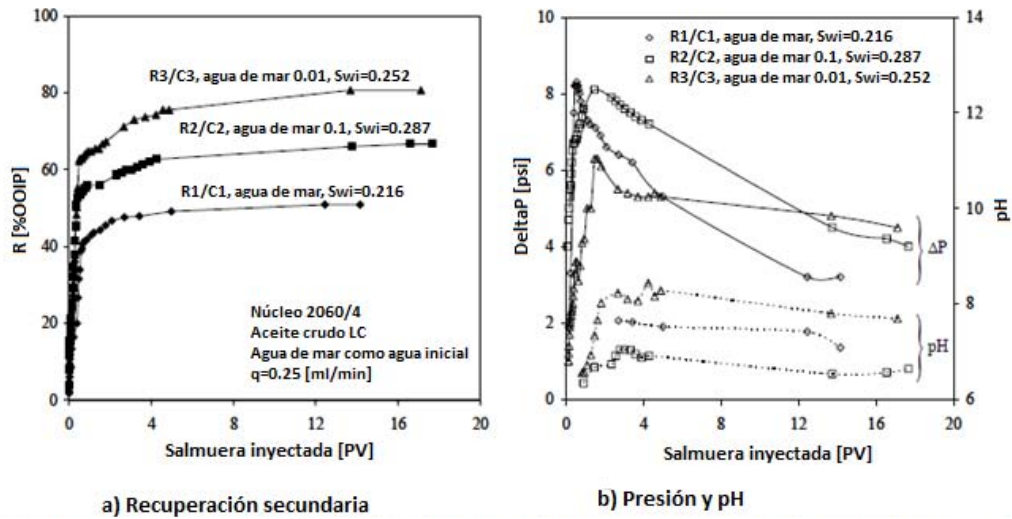 100
80
60
40
20
0
R [%OOIP]
R3/C3, agua de mar 0.01, Swi=0.252
R2/C2, agua de mar 0.1, Swi=0.287
R1/C1, agua de mar, Swi=0.216
Núcleo 2060/4
Aceite crudo LC
Agua de mar como agua inicial
q=0.25 [ml/min]
0 4 8 12 16 20
Salmuera inyectada [PV]
a) Recuperación secundaria
10
8
6
4
2
0
DeltaP [psi]
R1/C1, agua de mar, Swi=0.216
R2/C2, agua de mar 0.1, Swi=0.287
R3/C3, agua de mar 0.01, Swi=0.252
ΔP
pH
14
12
10
8
6
pH
0 4 8 12 16 20
Salmuera inyectada [PV]
b) Presión y pH